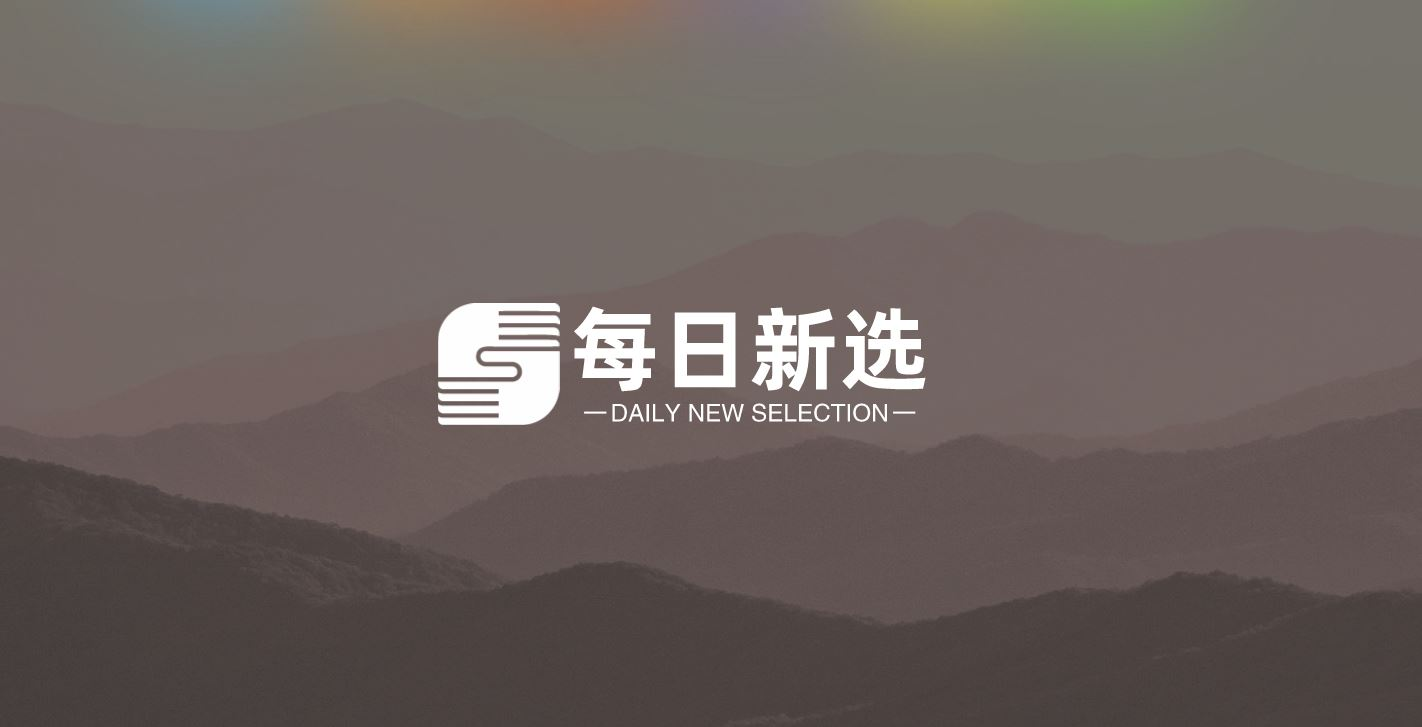 每日新选
—DAILY NEW SELECTION—